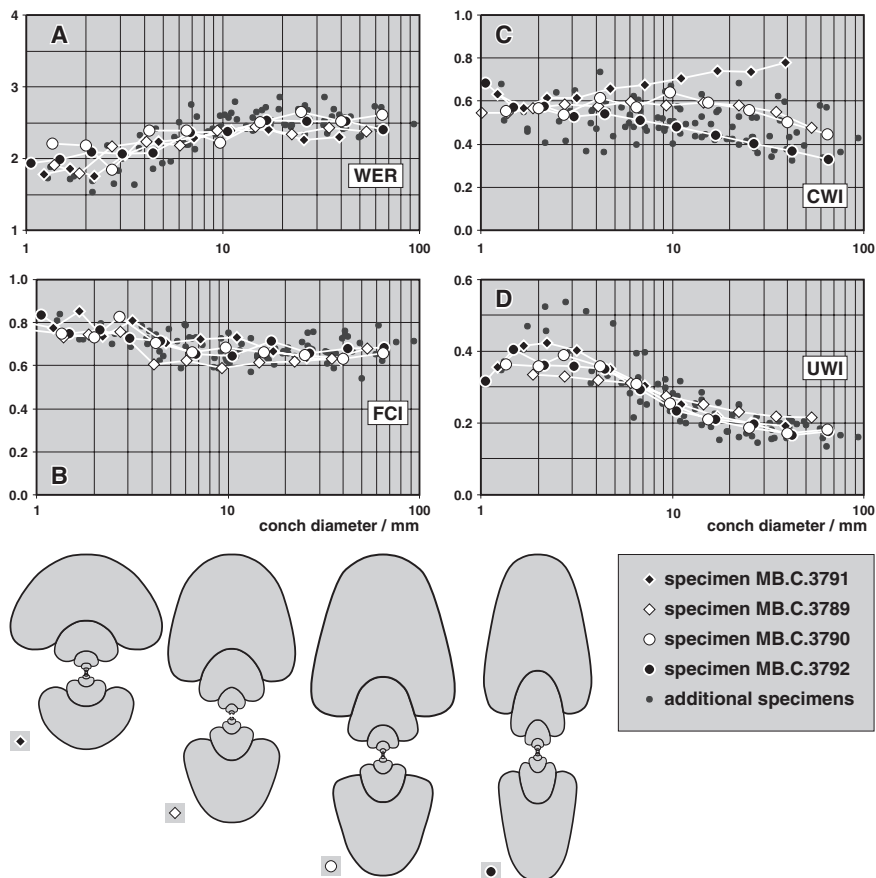 A
4
3
2
1
WER
1
10
100
C
1.0
0.8
0.6
0.4
0.2
0.0
CWI
1
10
100
B
1.0
0.8
0.6
0.4
0.2
0.0
FCI
1
10
100
conch diameter / mm
D
0.6
0.4
0.2
0.0
UWI
1
10
100
conch diameter / mm
specimen MB.C.3791
specimen MB.C.3789
specimen MB.C.3790
specimen MB.C.3792
additional specimens